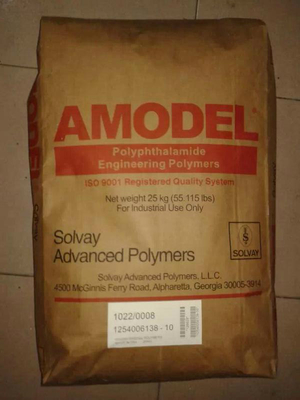 AMODEL®
Polyphthalamide
Engineering Polymers
ISO 9001 Registered Quality System
Net weight 25 kg (55.115 lbs)
For Industrial Use Only
Solvay
Advanced Polymers
SOLVAY
Solvay Advanced Polymers, L.L.C.
4500 McGinnis Ferry Road, Alpharetta, Georgia 30005-3914
1022/0008
1254006138-10
ODEL